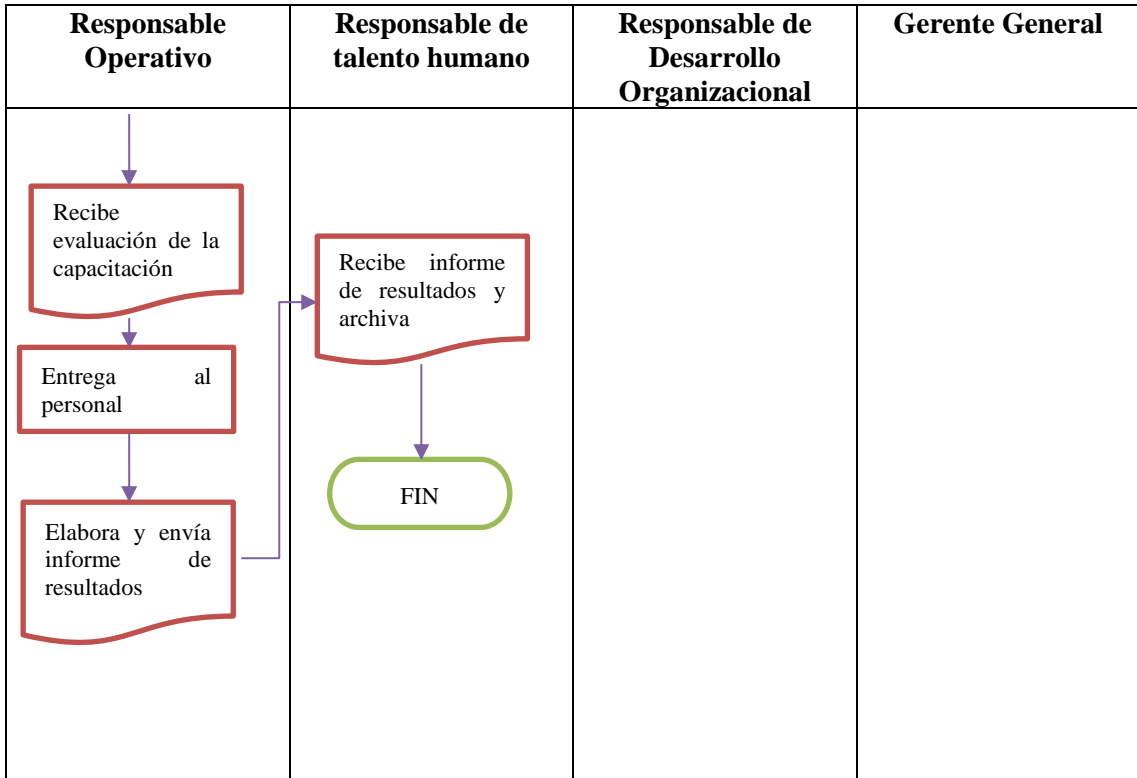 Responsable
Operativo
Responsable de
talento humano
Responsable de
Desarrollo
Organizacional
Gerente General
Recibe
evaluación de la
capacitación
Entrega al
personal
Elabora y envía
informe de
resultados
Recibe informe
de resultados y
archiva
FIN